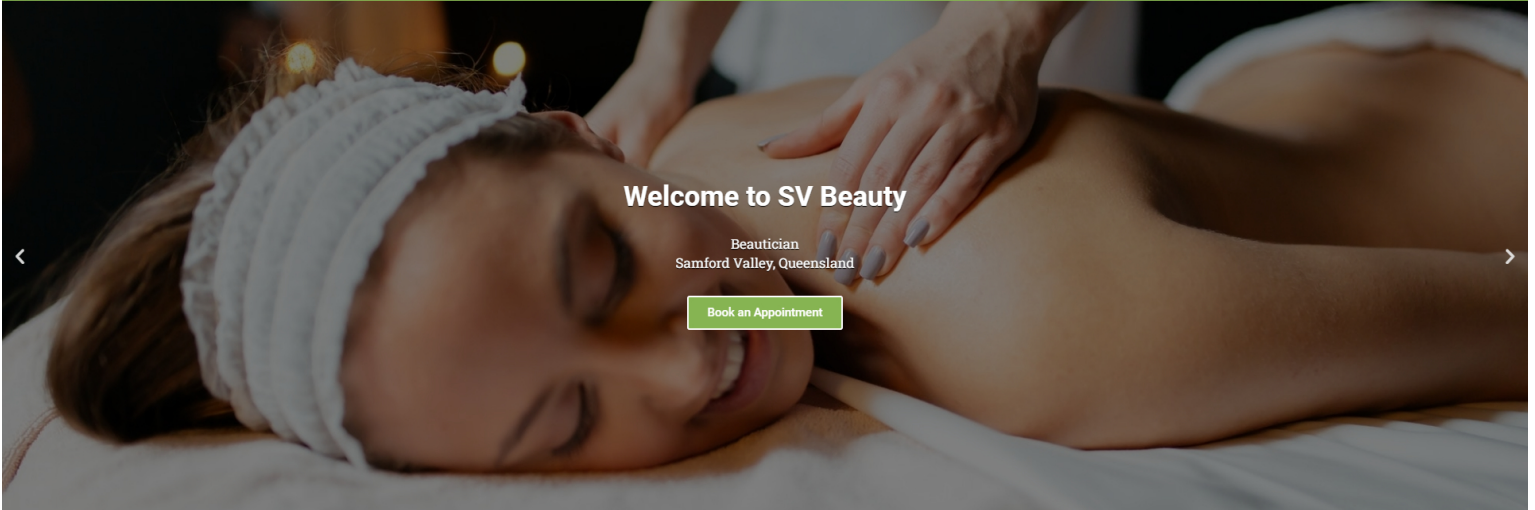 Welcome to SV Beauty
Beautician
Samford Valley, Queensland
Book an Appointment